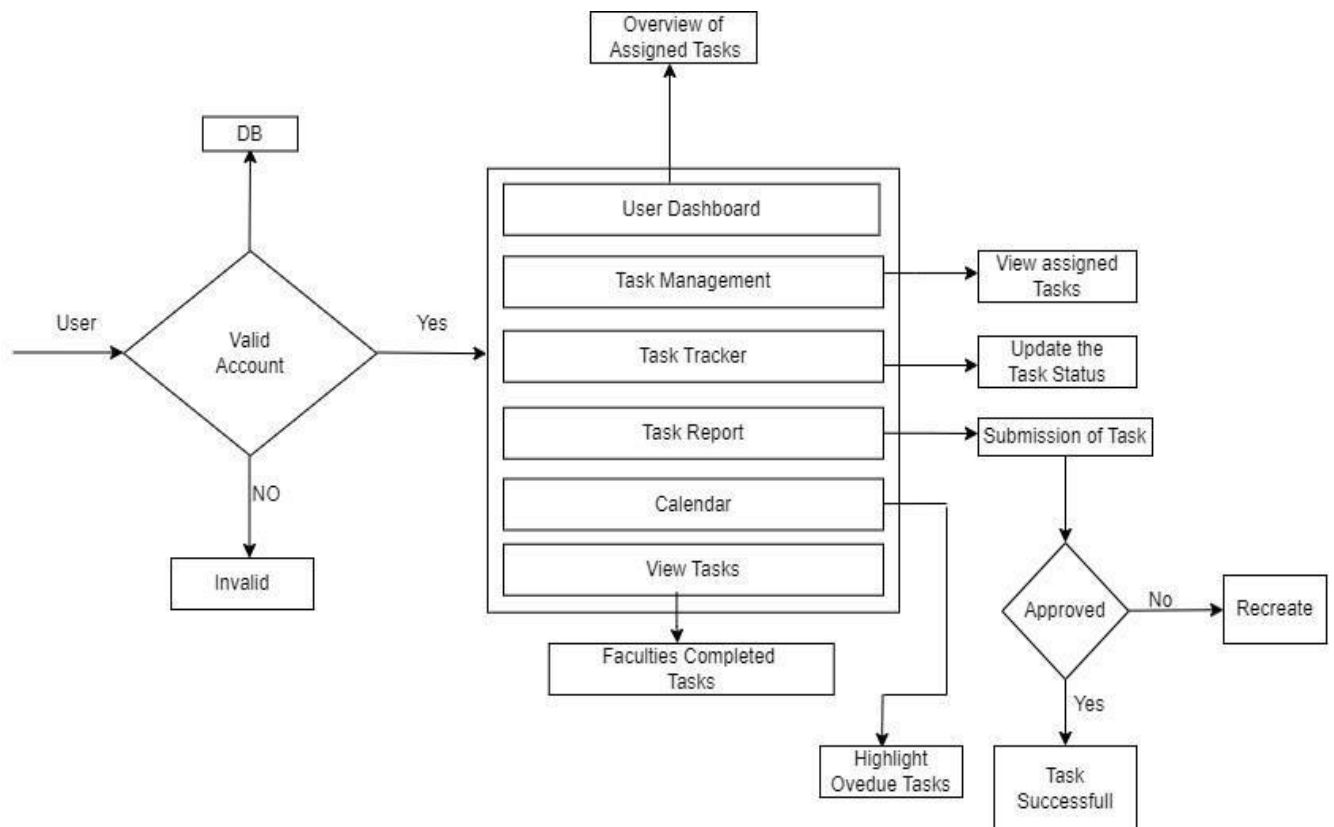 Overview of
Assigned Tasks
DB
User Dashboard
Task Management
View assigned
Tasks
User
Valid
Account
Yes
Task Tracker
Update the
Task Status
Task Report
Submission of Task
NO
Calendar
Invalid
View Tasks
Approved
No
Recreate
Faculties Completed
Tasks
Yes
Highlight
Ovedue Tasks
Task
Successfull